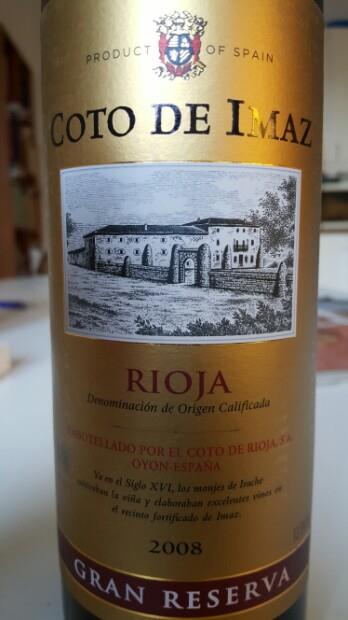 PRODUCT OF SPAIN
COTO DE IMAZ
RIOJA
Denominación de Origen Calificada
EMBOTELLADO POR EL COTO DE RIOJA, S.A.
OYON-ESPAÑA
Ya en el Siglo XVI, los monjes de Irache
cultivaban la viña y elaboraban excelentes vinos en
el recinto fortificado de Imaz.
2008
GRAN RESERVA